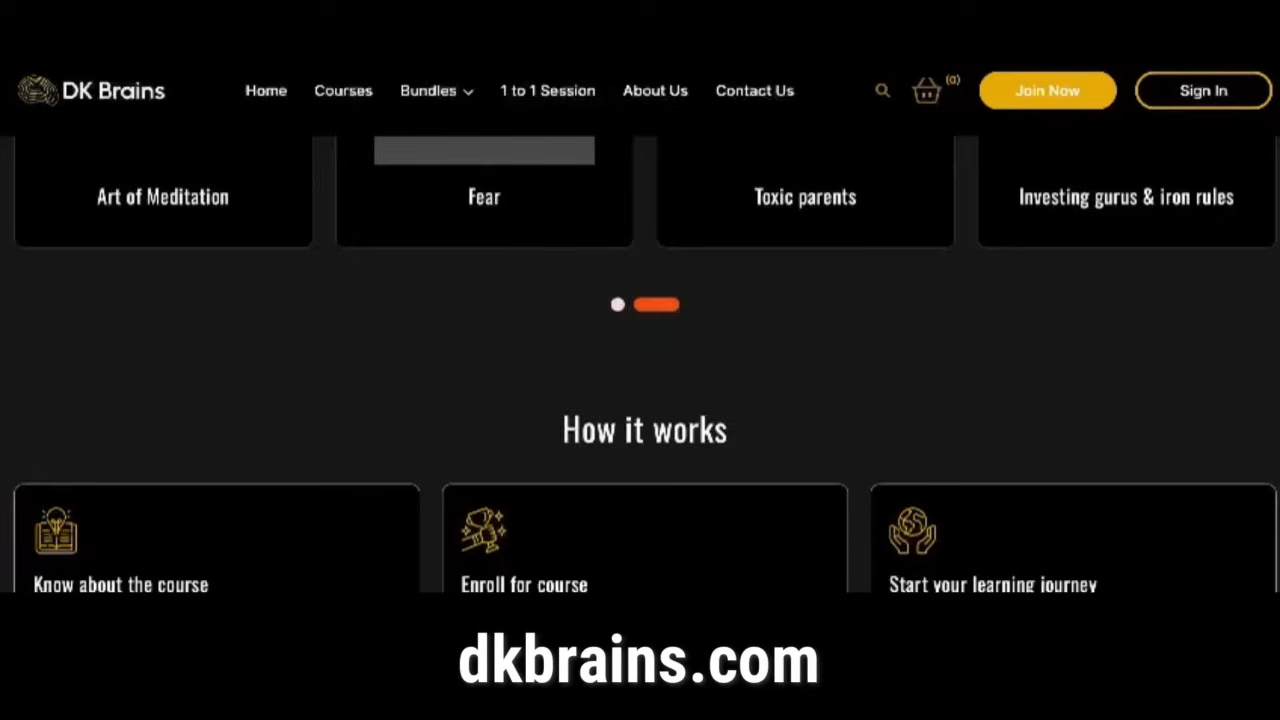 DK Brains
Home Courses Bundles 1 to 1 Session About Us Contact Us (0) Join Now Sign In
Art of Meditation Fear Toxic parents Investing gurus & iron rules
How it works
Know about the course Enroll for course Start your learning journey
dkbrains.com